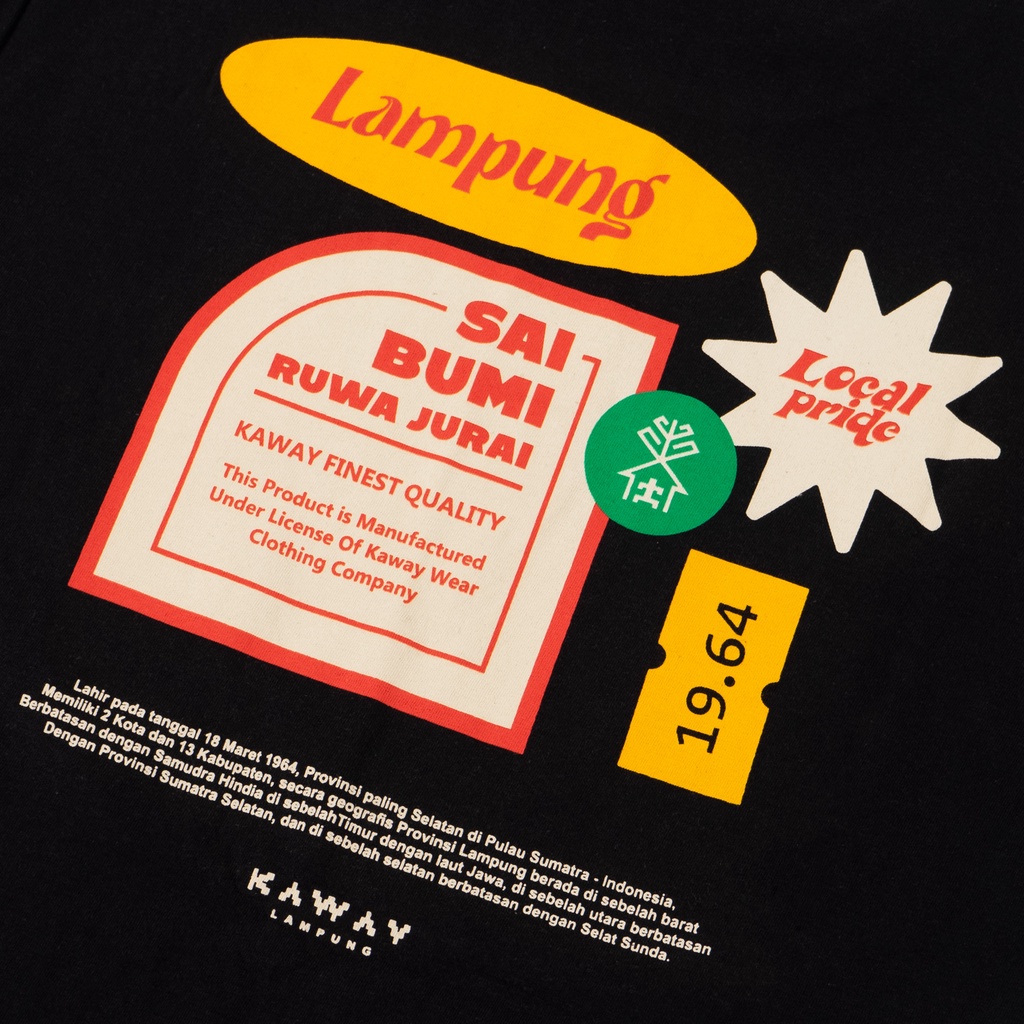 Lampung
SAI
BUMI
RUWA JURAI
KAWAY FINEST QUALITY
This Product is Manufactured
Under License Of Kaway Wear
Clothing Company
Local
pride
19.64
Lahir pada tanggal 18 Maret 1964, Provinsi paling Selatan di Pulau Sumatra - Indonesia,
Memiliki 2 Kota dan 13 Kabupaten, secara geografis Provinsi Lampung berada di sebelah barat
Berbatasan dengan Samudra Hindia di sebelahTimur dengan laut Jawa, di sebelah utara berbatasan
Dengan Provinsi Sumatra Selatan, dan di sebelah selatan berbatasan dengan Selat Sunda.
KAWAY
LAMPUNG